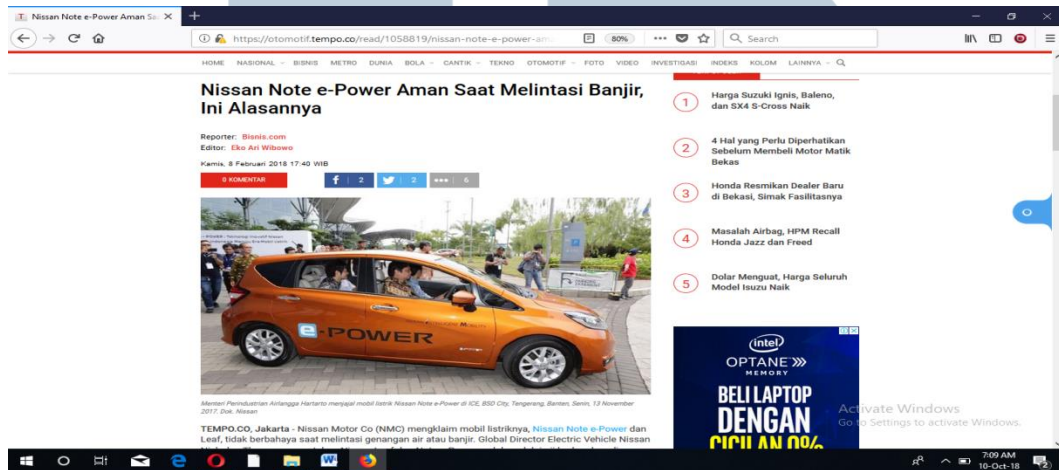 Nissan Note e-Power Aman Sa
https://otomotif.tempo.co/read/1058819/nissan-note-e-power-am
80%
Search
HOME NASIONAL BISNIS METRO DUNIA BOLA CANTIK TEKNO OTOMOTIF FOTO VIDEO INVESTIGASI INDEKS KOLOM LAINNYA
Nissan Note e-Power Aman Saat Melintasi Banjir,
Ini Alasannya
Reporter: Bisnis.com
Editor: Eko Ari Wibowo
Kamis, 8 Februari 2018 17:40 WIB
0 KOMENTAR
f 2
2
6
e-POWER
Menteri Perindustrian Airlangga Hartarto menjajal mobil listrik Nissan Note e-Power di ICE, BSD City, Tangerang, Banten, Senin, 13 November
2017. Dok. Nissan
TEMPO.CO, Jakarta - Nissan Motor Co (NMC) mengklaim mobil listriknya, Nissan Note e-Power dan
Leaf, tidak berbahaya saat melintasi genangan air atau banjir. Global Director Electric Vehicle Nissan
1 Harga Suzuki Ignis, Baleno,
dan SX4 S-Cross Naik
2 4 Hal yang Perlu Diperhatikan
Sebelum Membeli Motor Matik
Bekas
3 Honda Resmikan Dealer Baru
di Bekasi, Simak Fasilitasnya
4 Masalah Airbag, HPM Recall
Honda Jazz dan Freed
5 Dolar Menguat, Harga Seluruh
Model Isuzu Naik
intel
OPTANE
MEMORY
BELI LAPTOP
DENGAN
CICILAN 0%
Activate Windows
Go to Settings to activate Windows.
7:09 AM
10-Oct-18